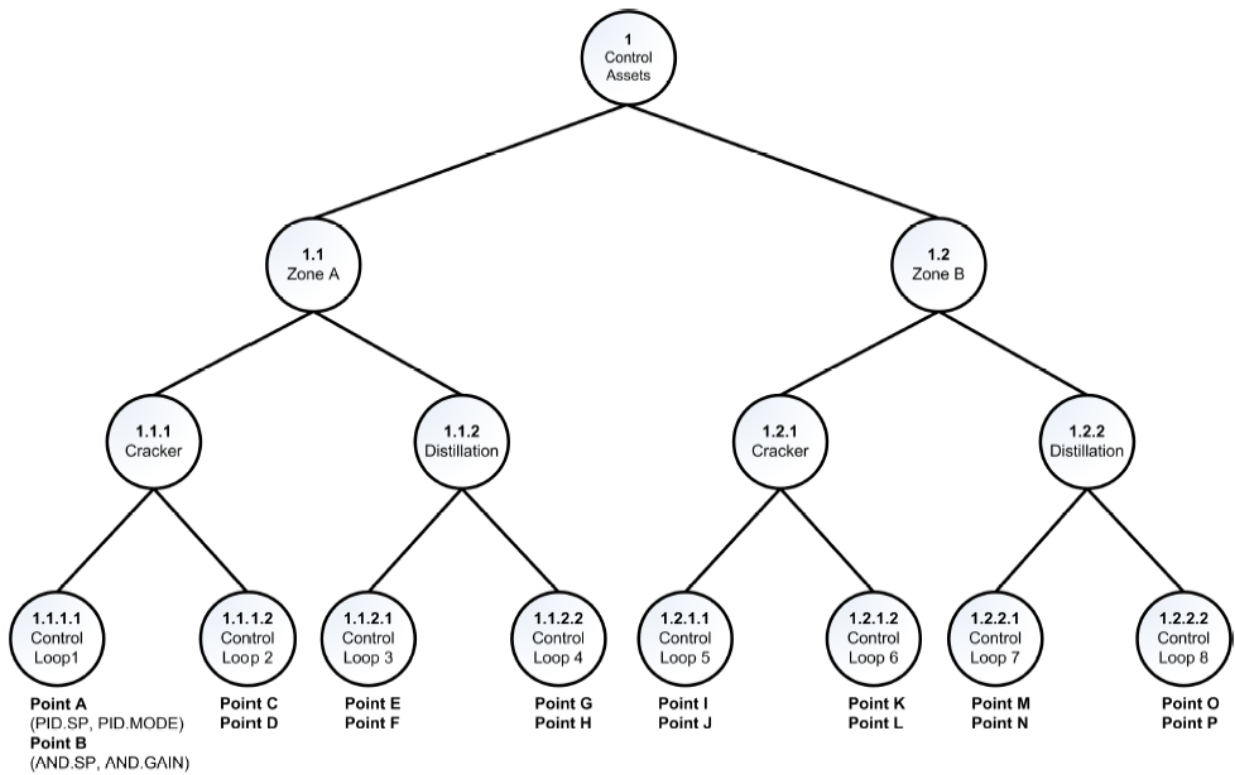 1
Control
Assets
1.1
Zone A
1.2
Zone B
1.1.1
Cracker
1.1.2
Distillation
1.2.1
Cracker
1.2.2
Distillation
1.1.1.1
Control
Loop1
1.1.1.2
Control
Loop 2
1.1.2.1
Control
Loop 3
1.1.2.2
Control
Loop 4
1.2.1.1
Control
Loop 5
1.2.1.2
Control
Loop 6
1.2.2.1
Control
Loop 7
1.2.2.2
Control
Loop 8
Point A
(PID.SP, PID.MODE)
Point B
(AND.SP, AND.GAIN)
Point C
Point D
Point E
Point F
Point G
Point H
Point I
Point J
Point K
Point L
Point M
Point N
Point O
Point P